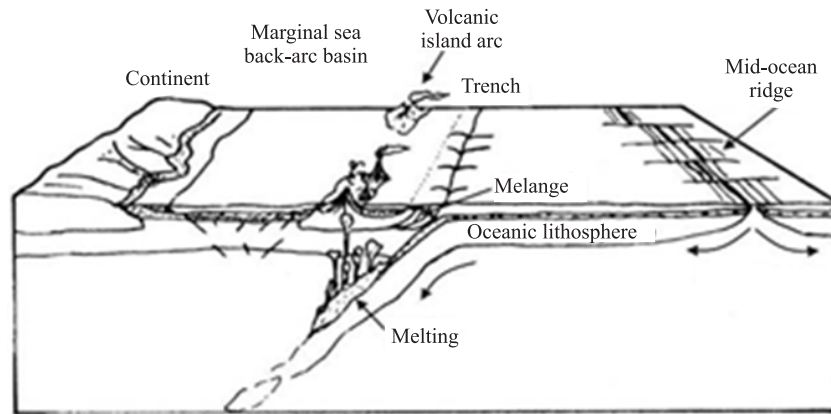 Volcanic
island arc
Marginal sea
back-arc basin
Continent
Trench
Mid-ocean
ridge
Melange
Oceanic lithosphere
Melting